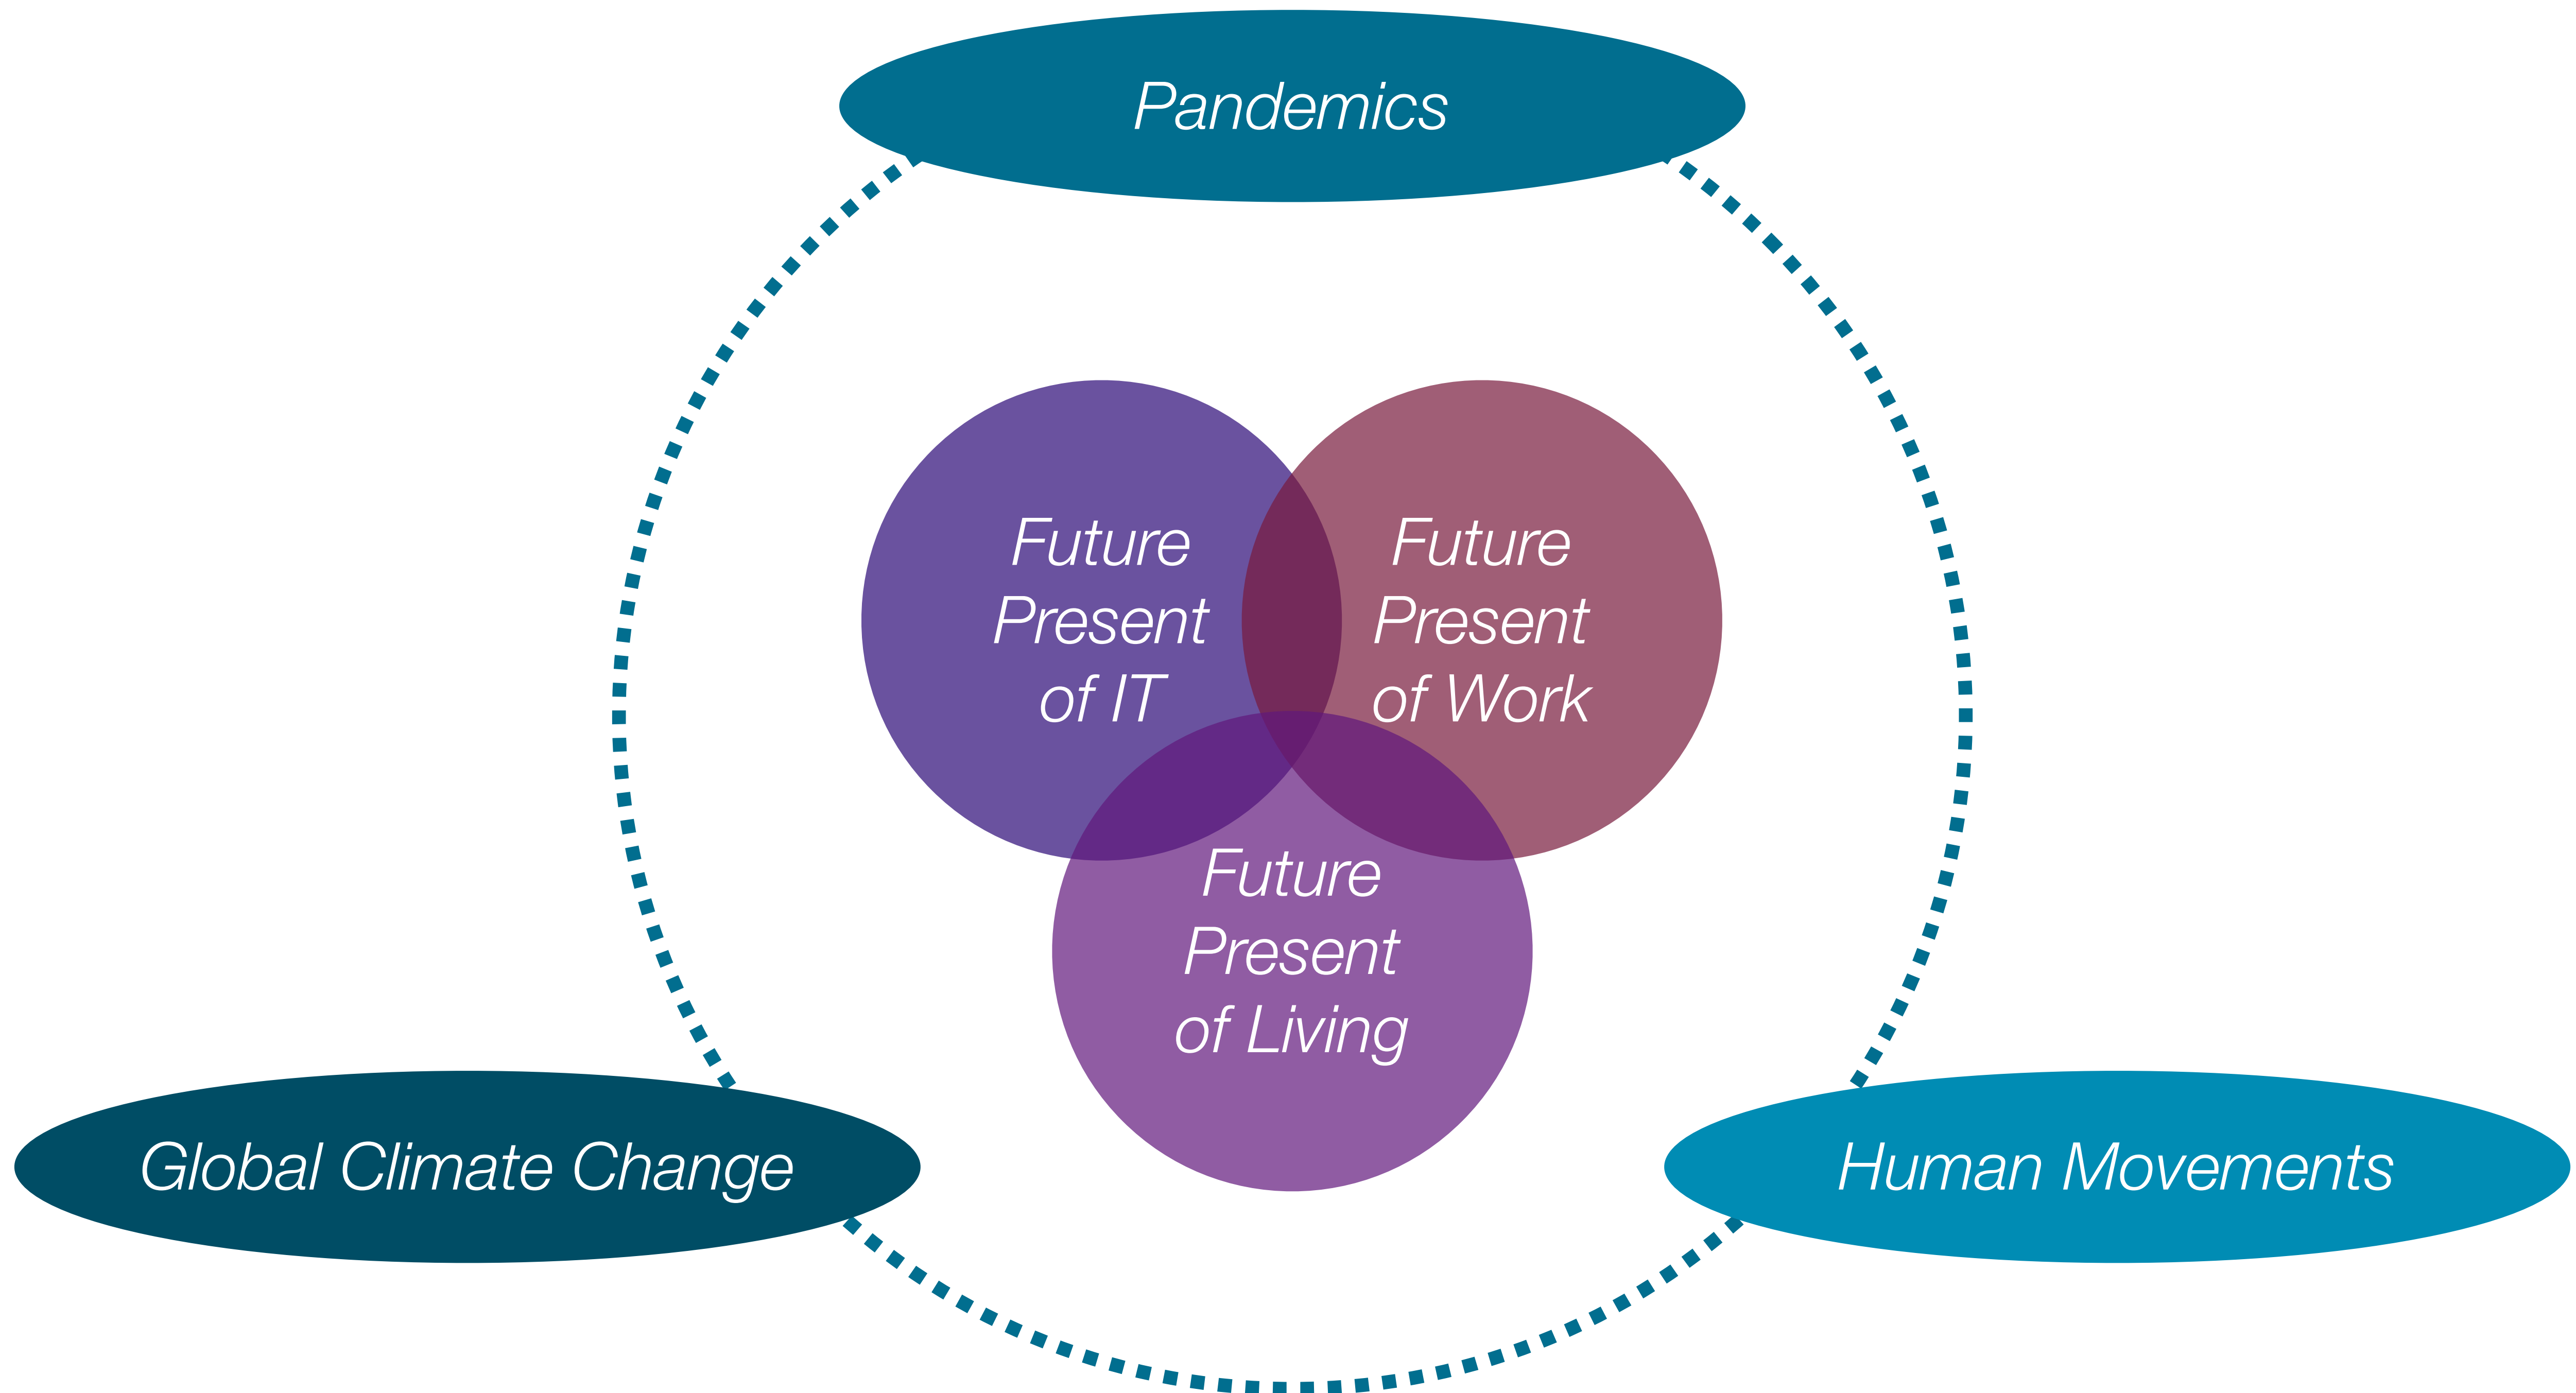 Pandemics
Future
Present
of IT
Future
Present
of Work
Future
Present
of Living
Global Climate Change
Human Movements